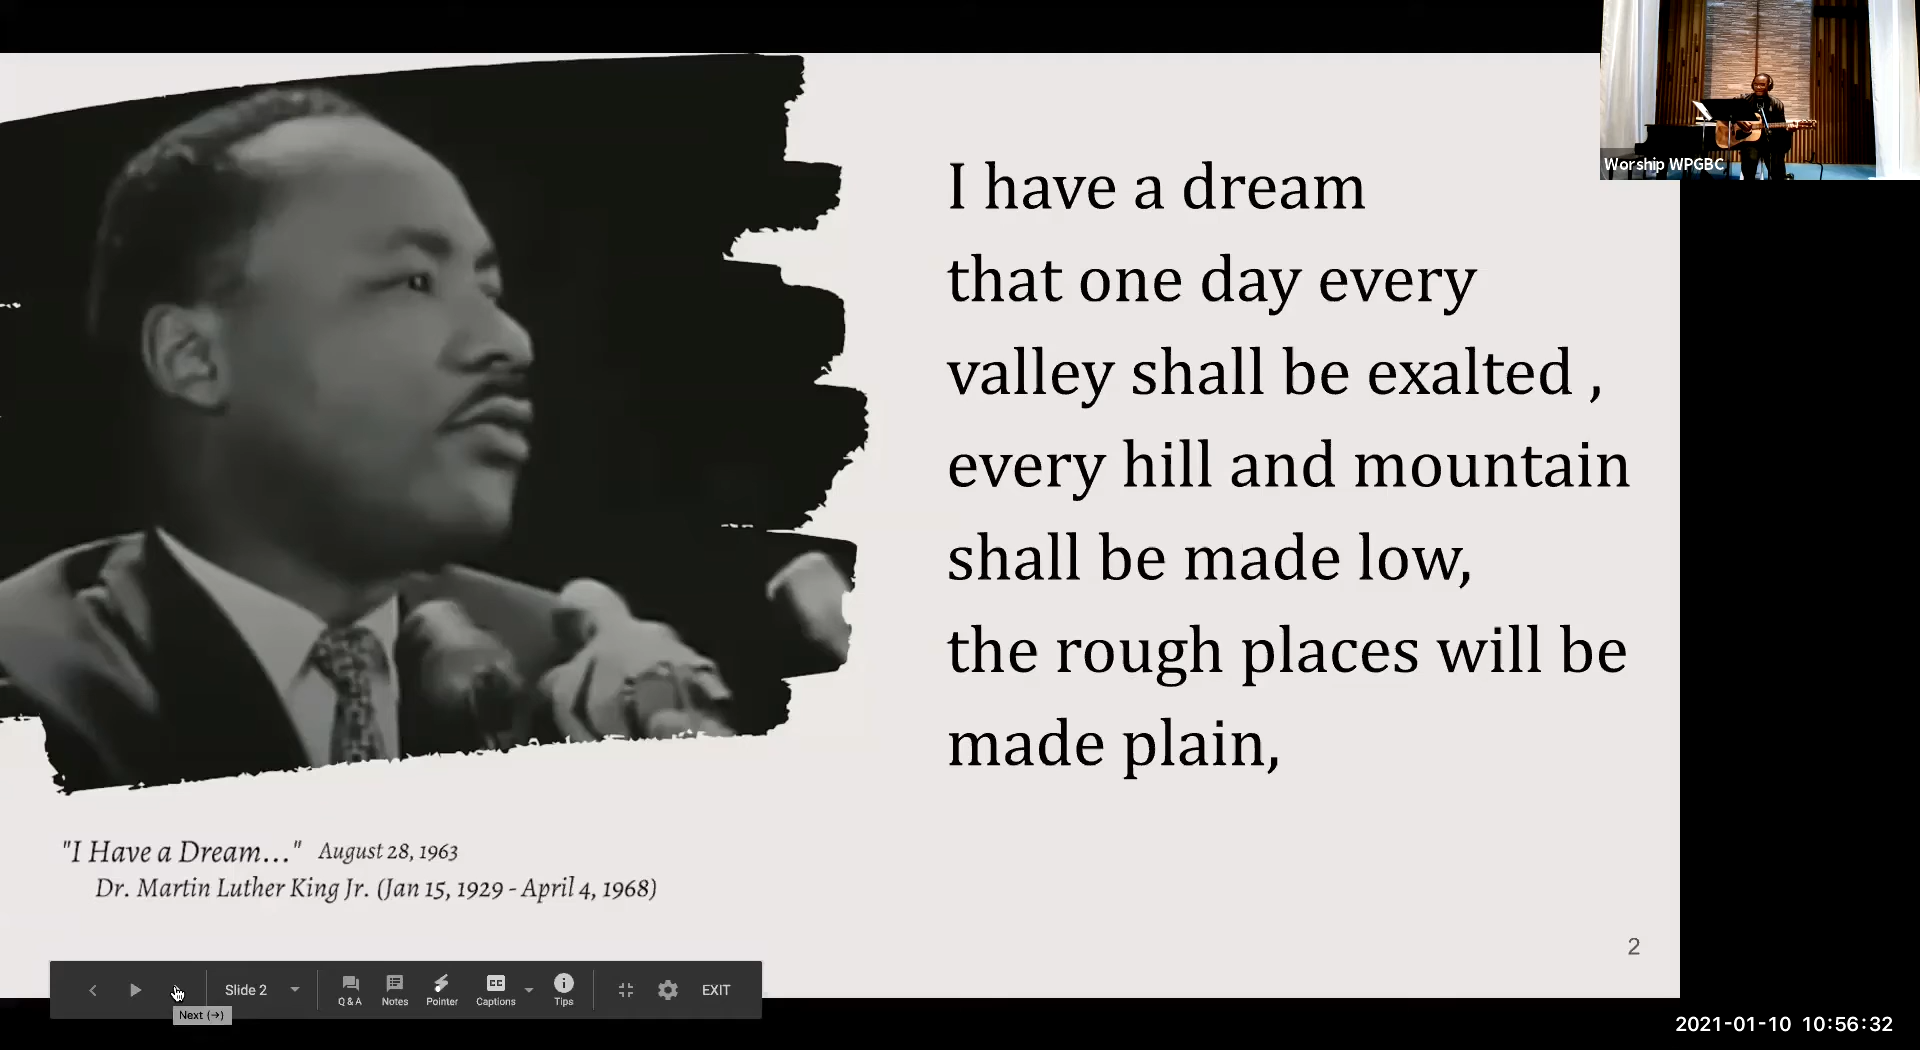 I have a dream
that one day every
valley shall be exalted ,
every hill and mountain
shall be made low,
the rough places will be
made plain,
"I Have a Dream..." August 28, 1963
Dr. Martin Luther King Jr. (Jan 15, 1929 - April 4, 1968)
2
Worship WPGBC
Slide 2
Q & A
Notes
Pointer
CC
Captions
Tips
EXIT
Next (→)
2021-01-10 10:56:32